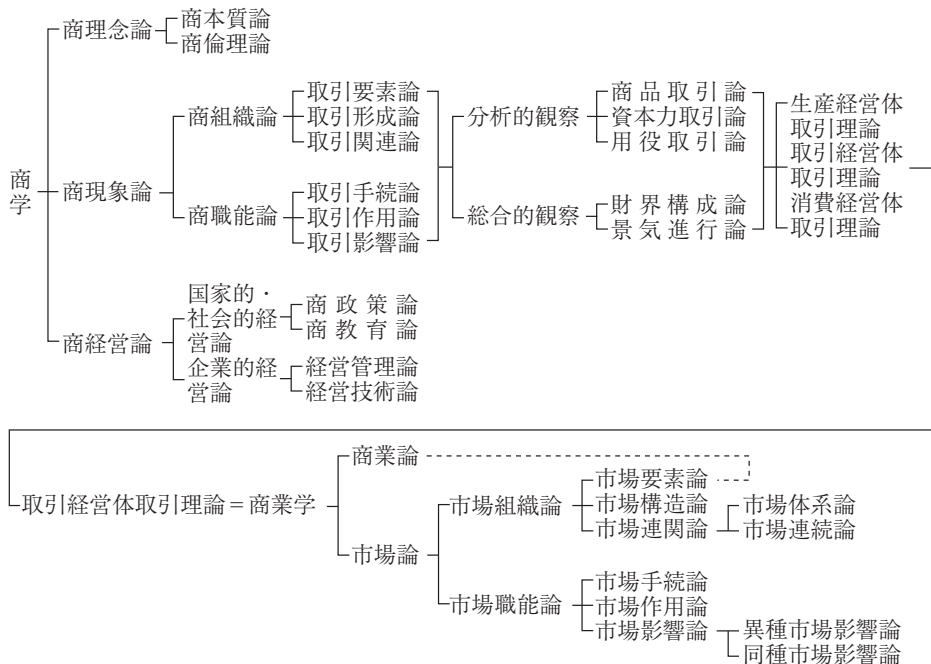 商学
商理念論
商本質論
商倫理論
商現象論
商組織論
取引要素論
取引形成論
取引関連論
商職能論
取引手続論
取引作用論
取引影響論
分析的観察
商品取引論
資本力取引論
用役取引論
総合的観察
財界構成論
景気進行論
生産経営体
取引理論
取引経営体
取引理論
消費経営体
取引理論
商経営論
国家的・
社会的経
営論
商政策論
商教育論
企業的経
営論
経営管理論
経営技術論
取引経営体取引理論＝商業学
商業論
市場論
市場組織論
市場要素論
市場構造論
市場連関論
市場体系論
市場連続論
市場職能論
市場手続論
市場作用論
市場影響論
異種市場影響論
同種市場影響論